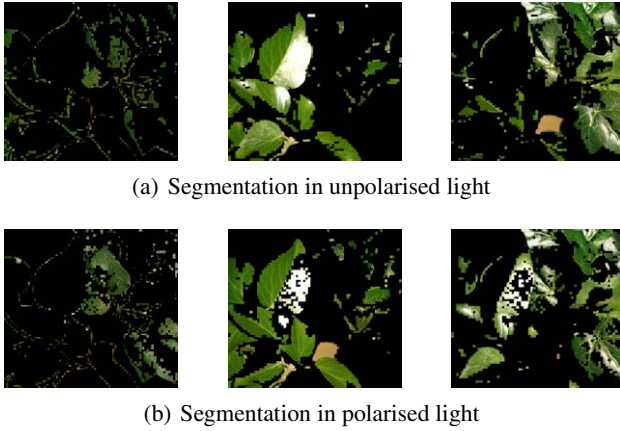 (a) Segmentation in unpolarised light
(b) Segmentation in polarised light